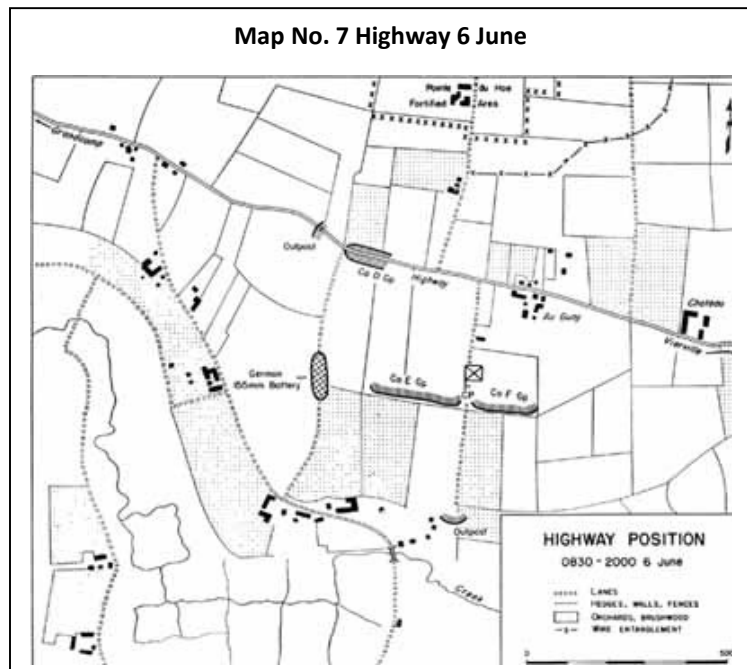 Map No. 7 Highway 6 June
Pointe du Hoe
Fortified Area
Grandcamp
Outpost
Co D Gp
Highway
Au Guay
Chateau
Vierville
German
155mm Battery
Co E Gp
CP
Co F Gp
Outpost
Creek
HIGHWAY POSITION
0830 - 2000 6 June
LANES
HEDGES, WALLS, FENCES
ORCHARDS, BRUSHWOOD
WIRE ENTANGLEMENT
0
500